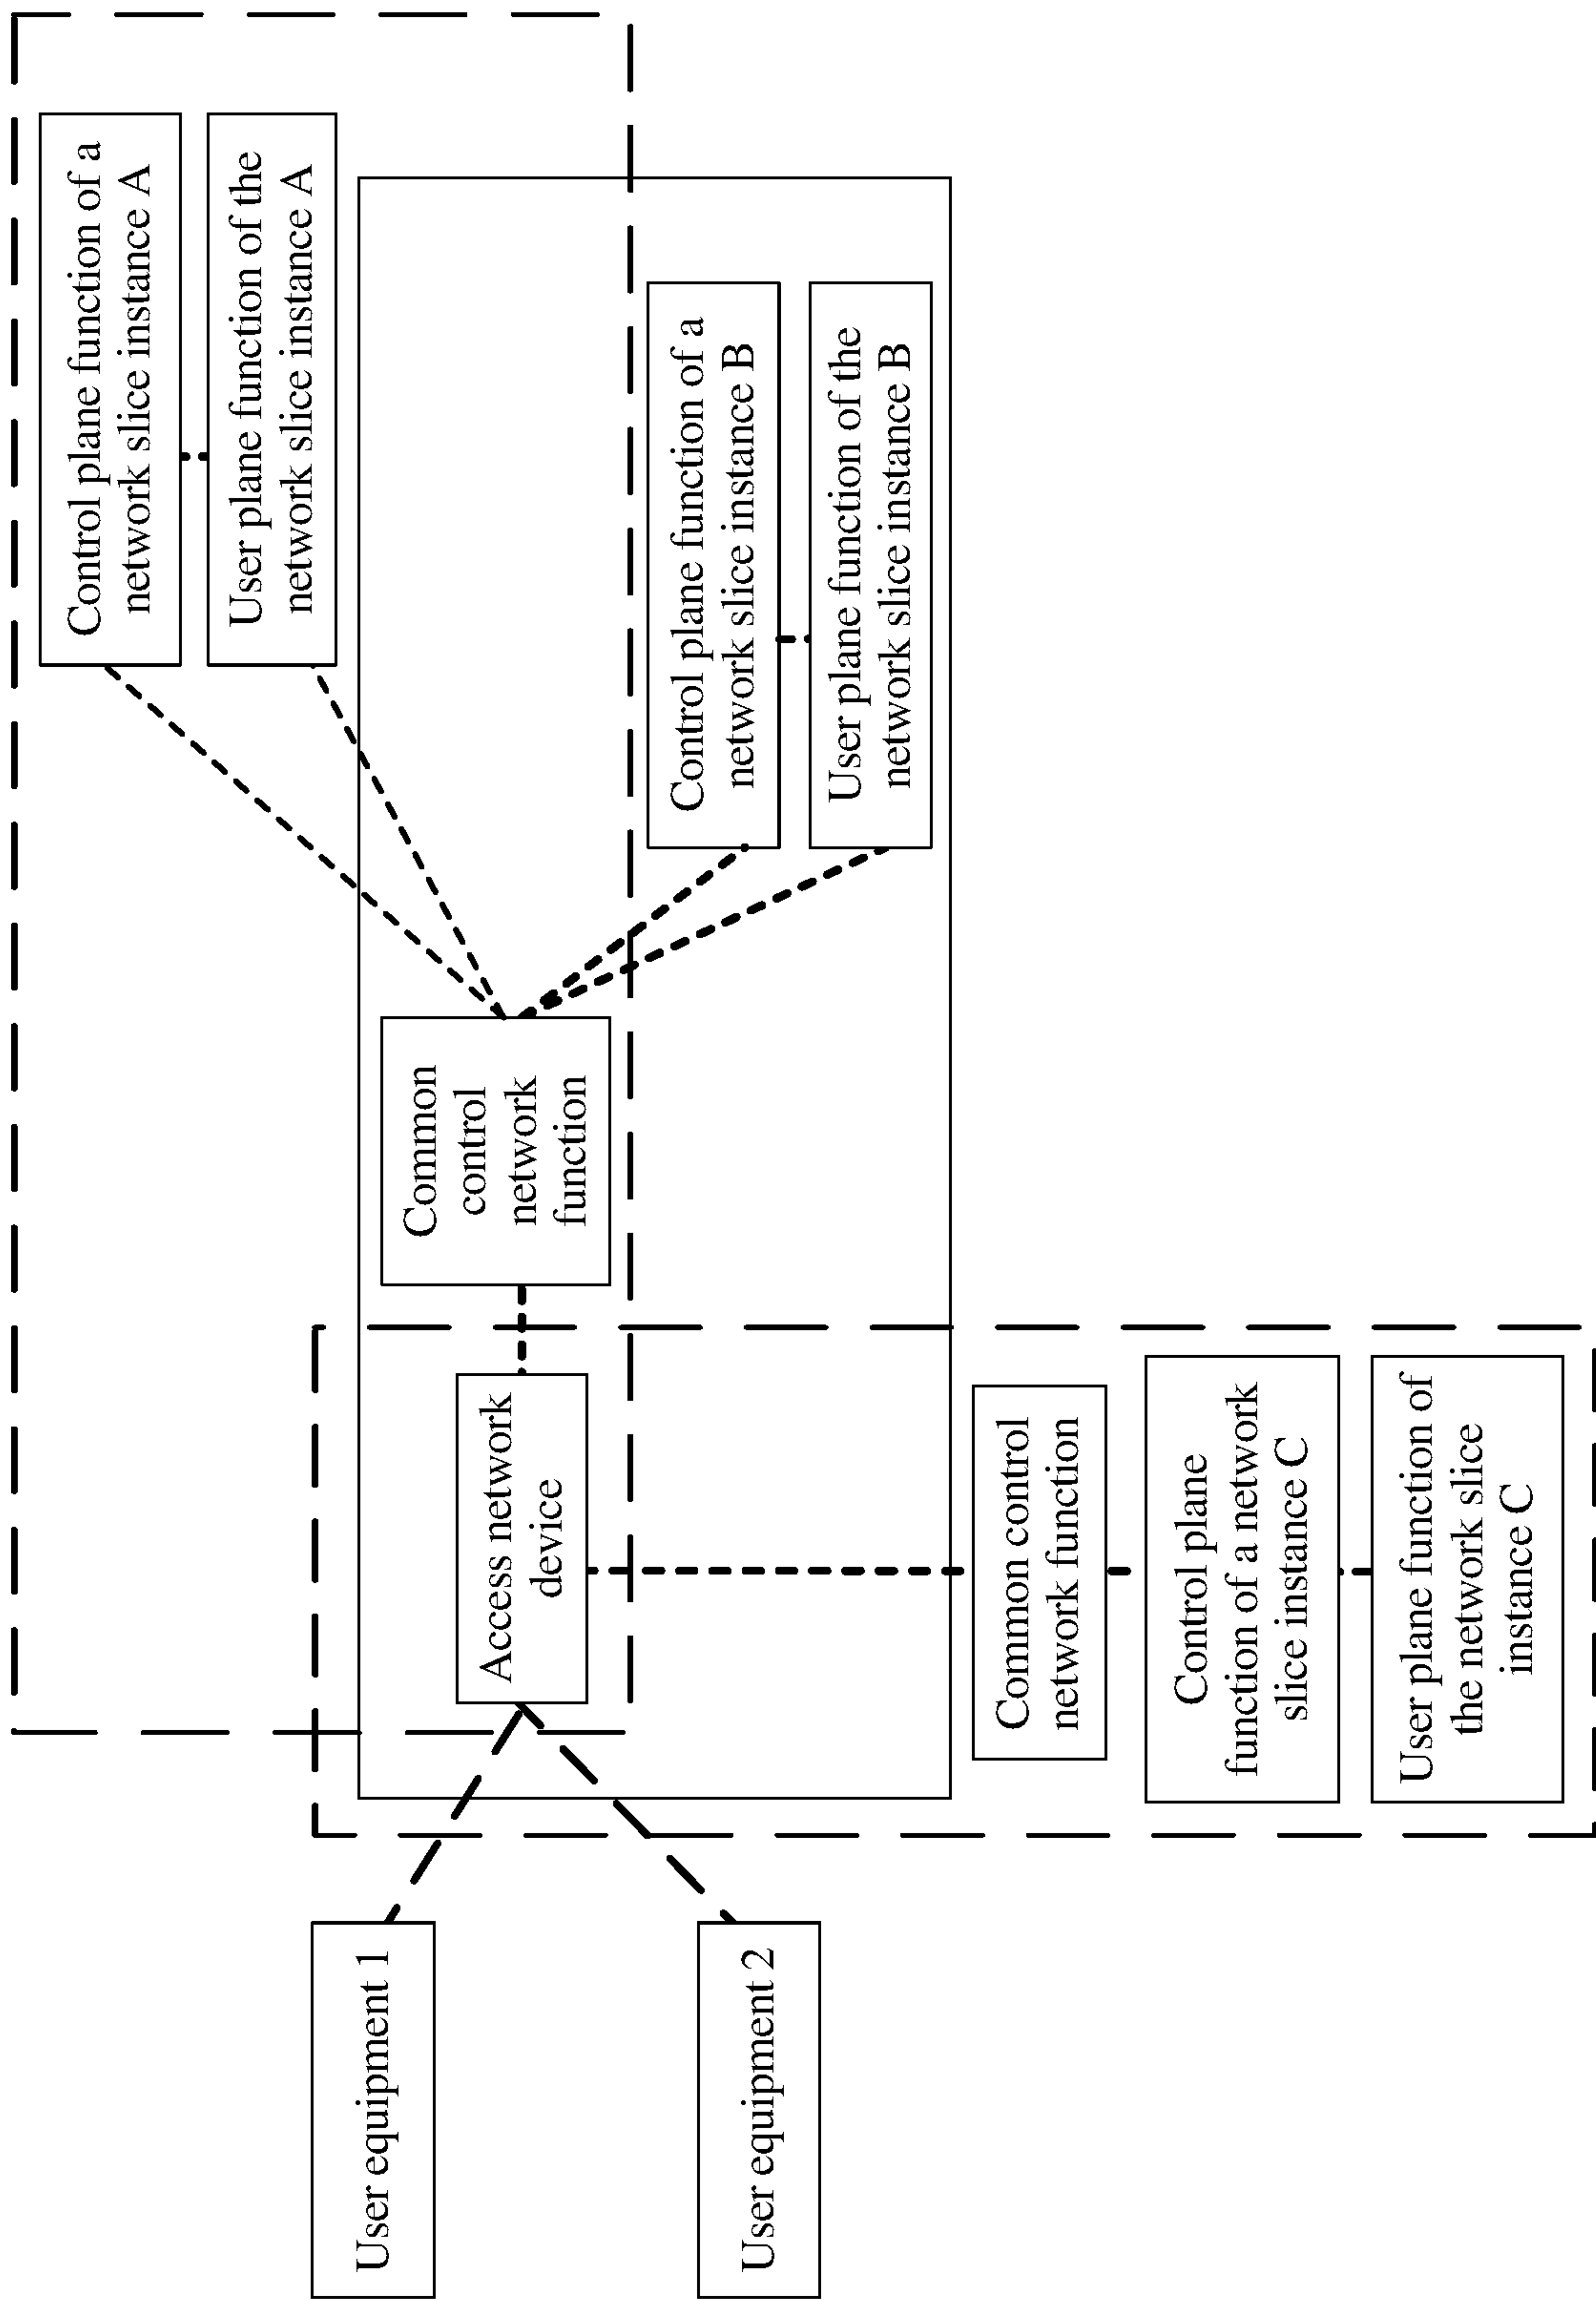 Control plane function of a
network slice instance A
User plane function of the
network slice instance A
Control plane function of a
network slice instance B
User plane function of the
network slice instance B
Common
control
network
function
Access network
device
Common control
network function
Control plane
function of a network
slice instance C
User plane function of
the network slice
instance C
User equipment 1
User equipment 2